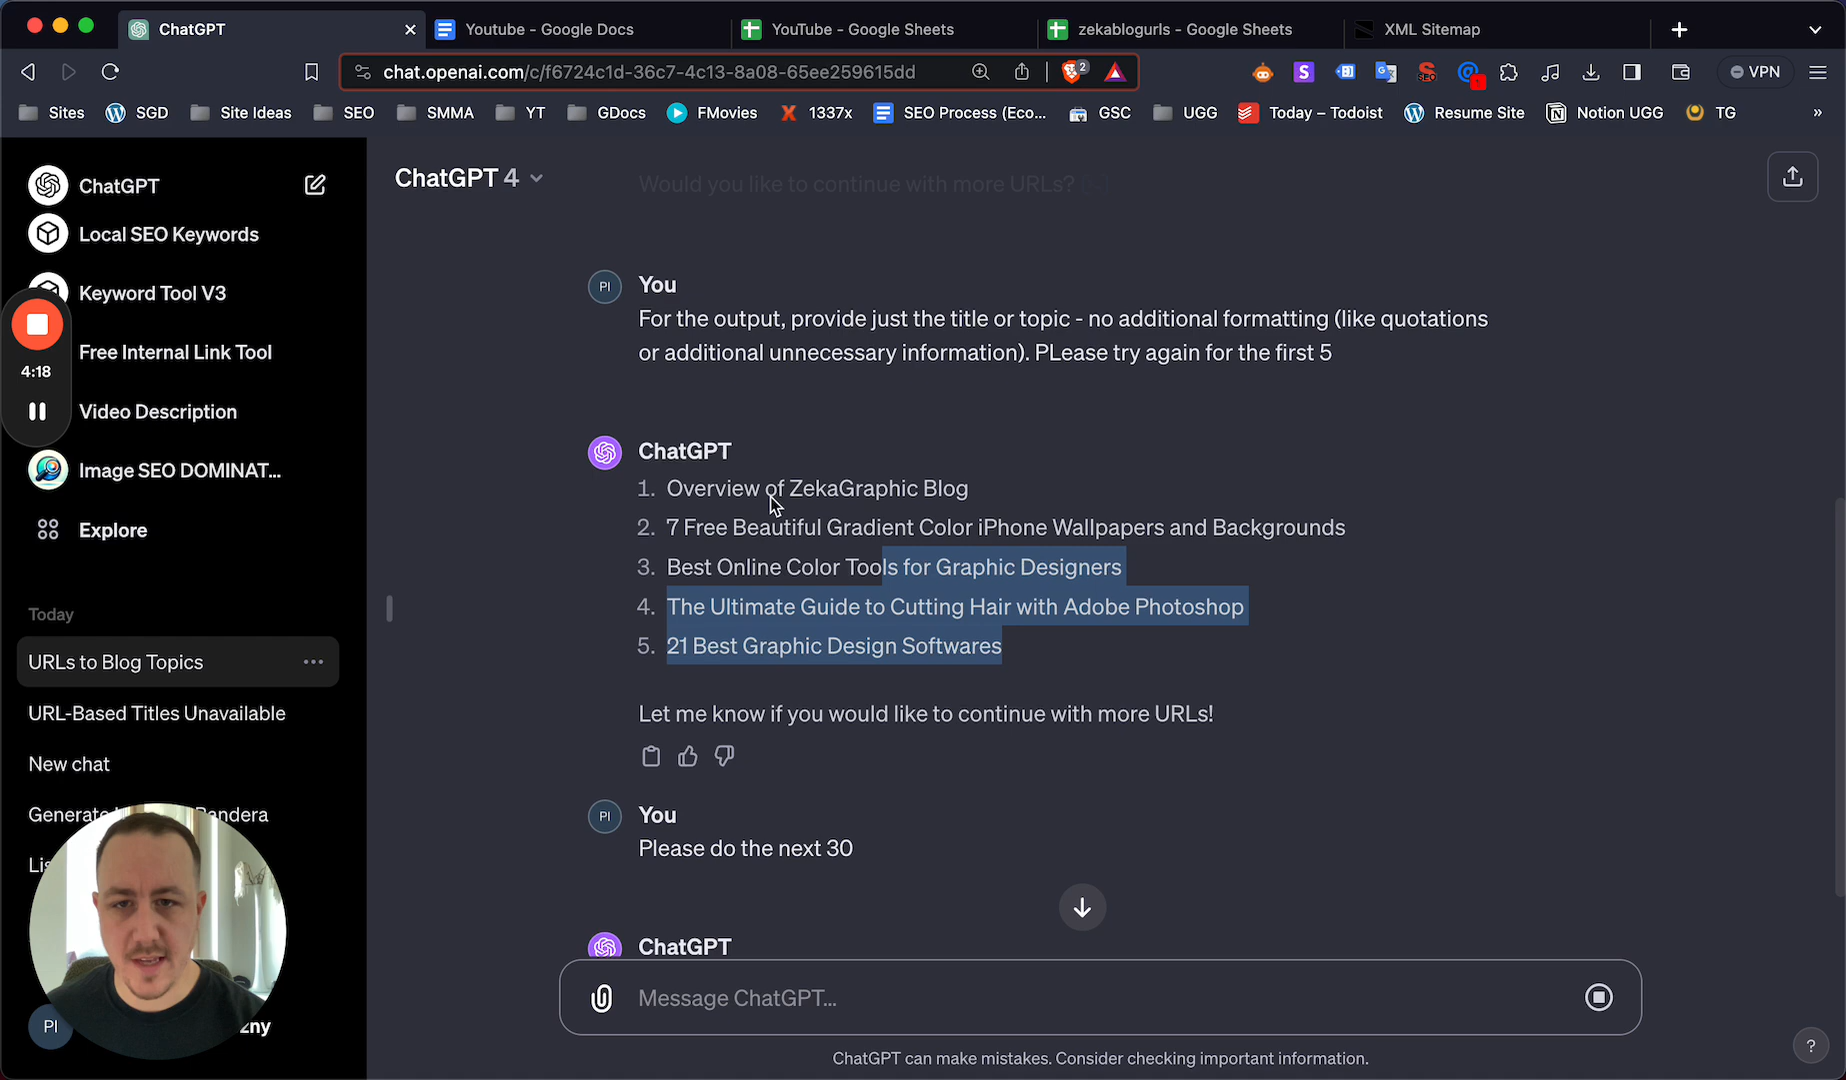 ChatGPT
Youtube - Google Docs
YouTube - Google Sheets
zekablogurls - Google Sheets
XML Sitemap
chat.openai.com/c/f6724c1d-36c7-4c13-8a08-65ee259615dd
2
SEO
1
VPN
Sites
SGD
Site Ideas
SEO
SMMA
YT
GDocs
FMovies
1337x
SEO Process (Eco...
GSC
UGG
Today – Todoist
Resume Site
Notion UGG
TG
»
ChatGPT
Local SEO Keywords
Keyword Tool V3
Free Internal Link Tool
4:18
Video Description
Image SEO DOMINAT...
Explore
Today
URLs to Blog Topics
URL-Based Titles Unavailable
New chat
Generate
andera
PI
zny
ChatGPT 4
Would you like to continue with more URLs?
PI
You
For the output, provide just the title or topic - no additional formatting (like quotations
or additional unnecessary information). PLease try again for the first 5
ChatGPT
1. Overview of ZekaGraphic Blog
2. 7 Free Beautiful Gradient Color iPhone Wallpapers and Backgrounds
3. Best Online Color Tools for Graphic Designers
4. The Ultimate Guide to Cutting Hair with Adobe Photoshop
5. 21 Best Graphic Design Softwares
Let me know if you would like to continue with more URLs!
PI
You
Please do the next 30
ChatGPT
Message ChatGPT...
ChatGPT can make mistakes. Consider checking important information.
?